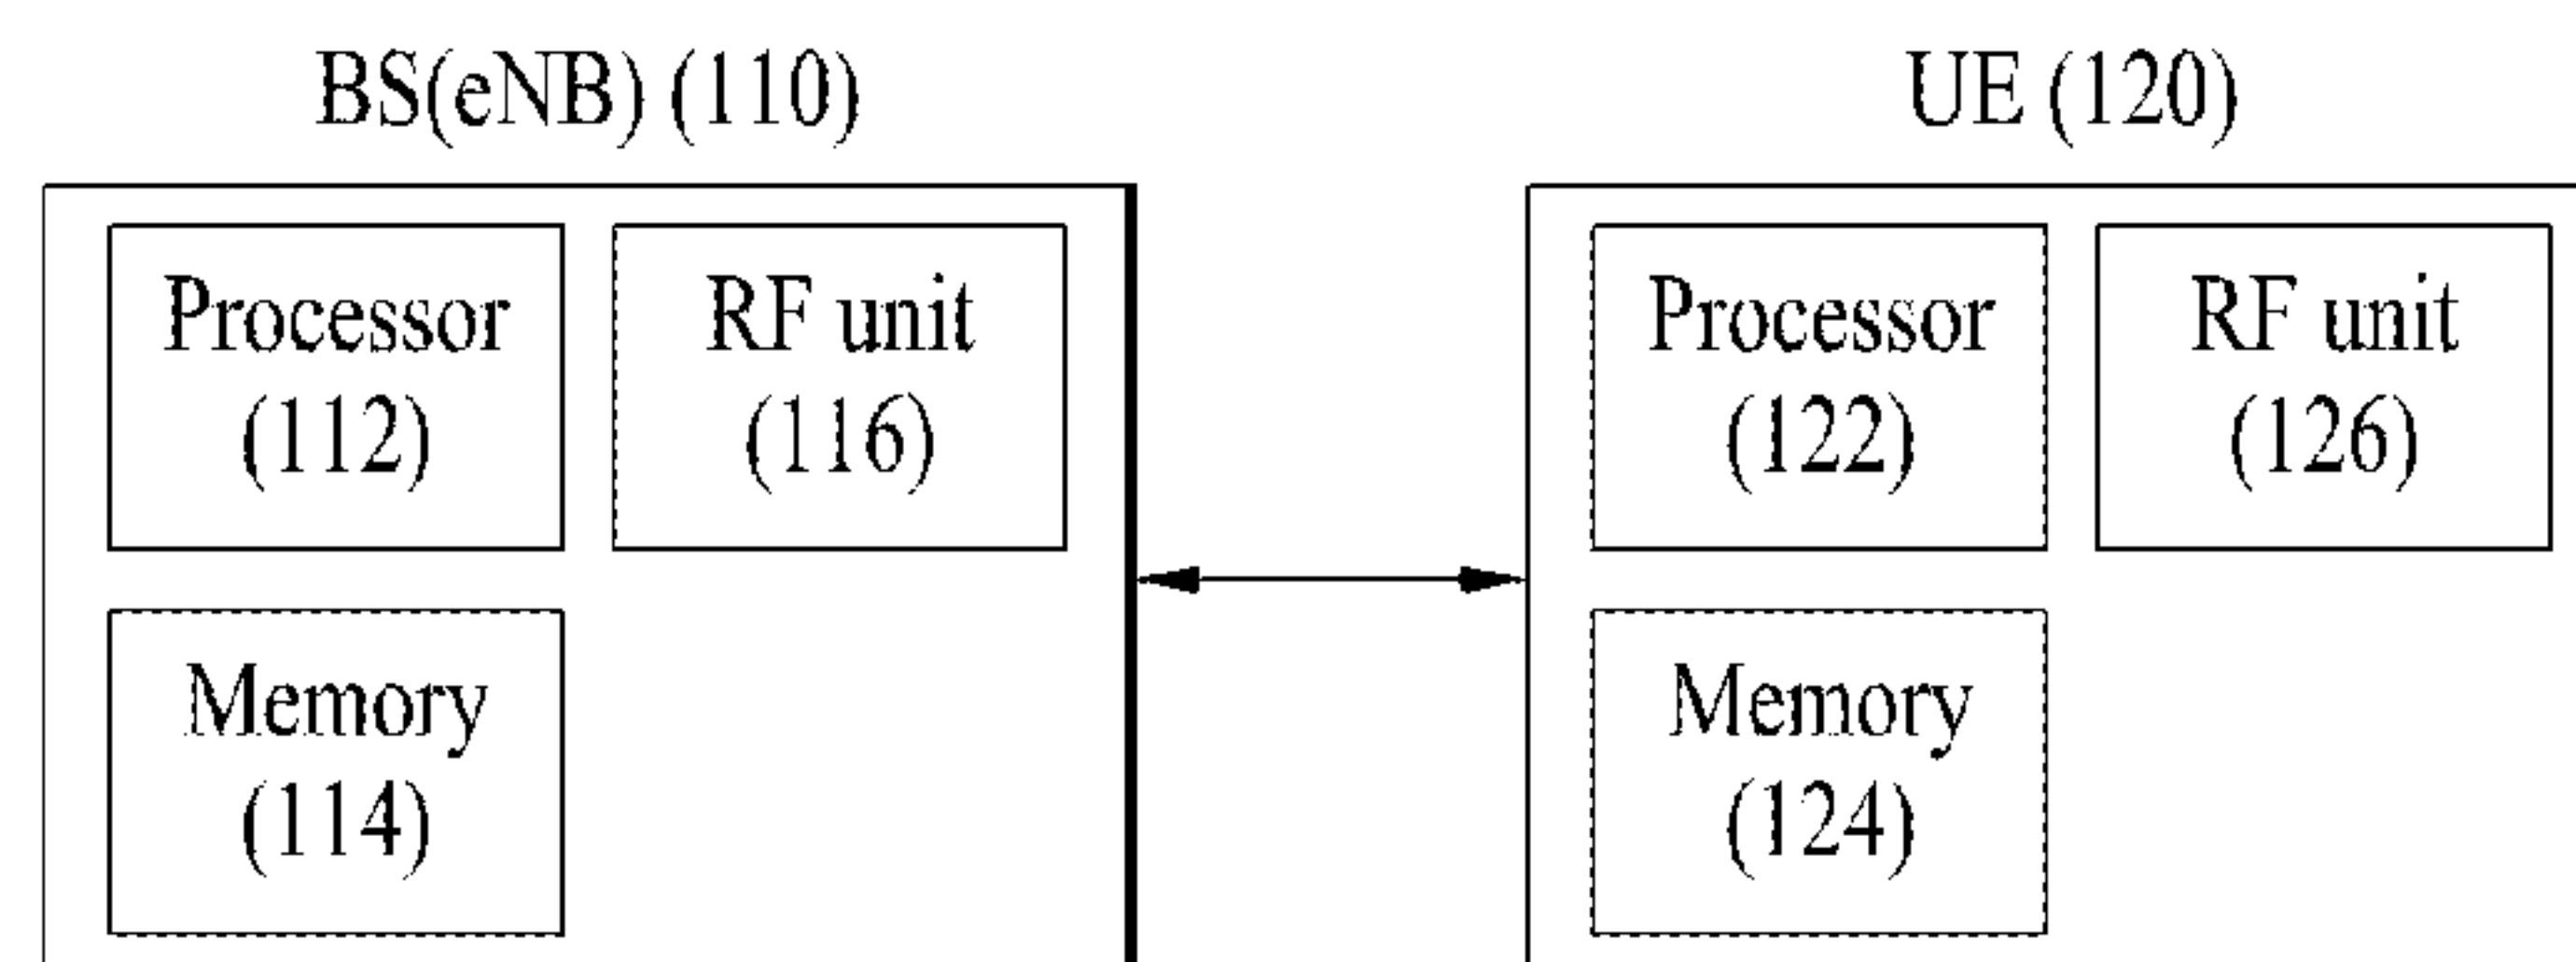 BS(eNB) (110)
Processor
(112)
RF unit
(116)
Memory
(114)
UE (120)
Processor
(122)
RF unit
(126)
Memory
(124)